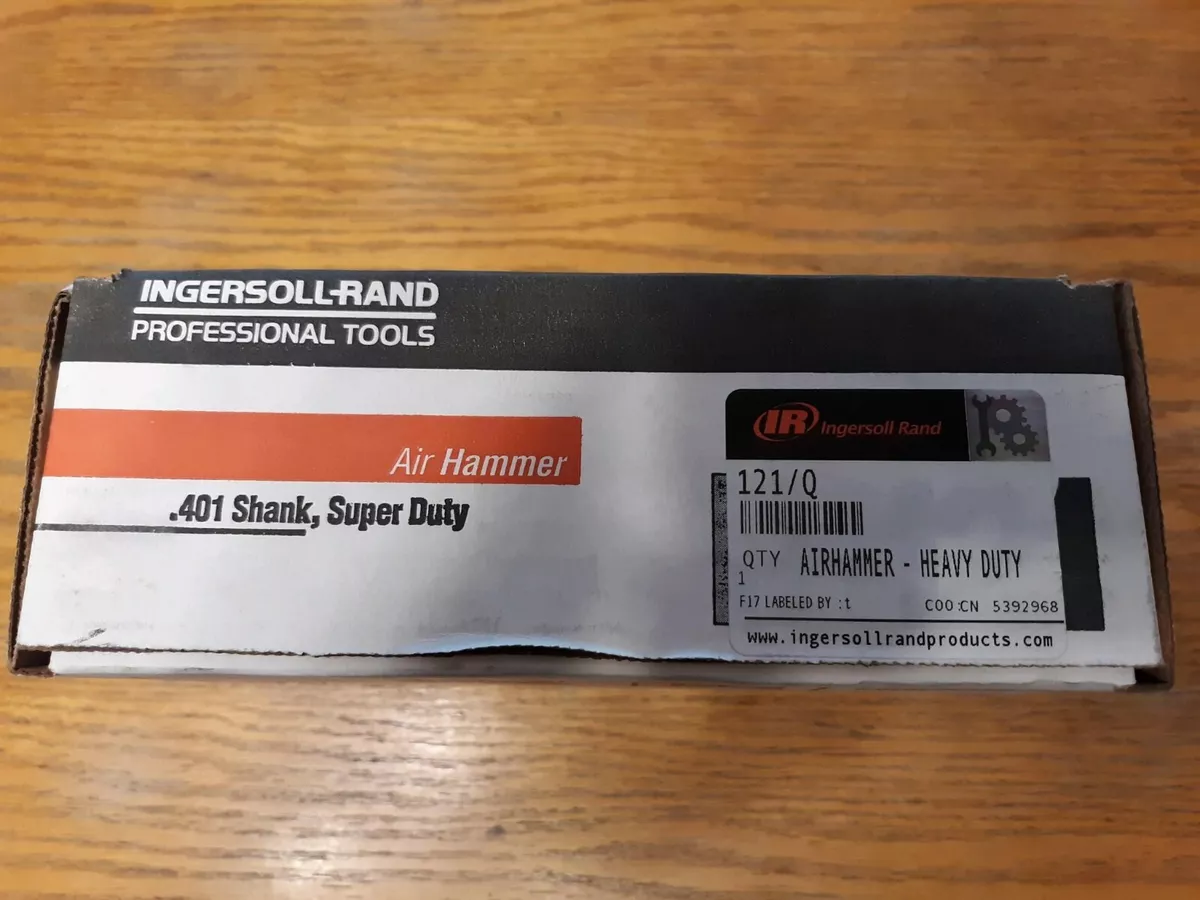 INGERSOLL-RAND
PROFESSIONAL TOOLS
Air Hammer
.401 Shank, Super Duty
IR Ingersoll Rand
121/Q
QTY AIRHAMMER - HEAVY DUTY
1
F17 LABELED BY :t COO:CN 5392968
www.ingersollrandproducts.com